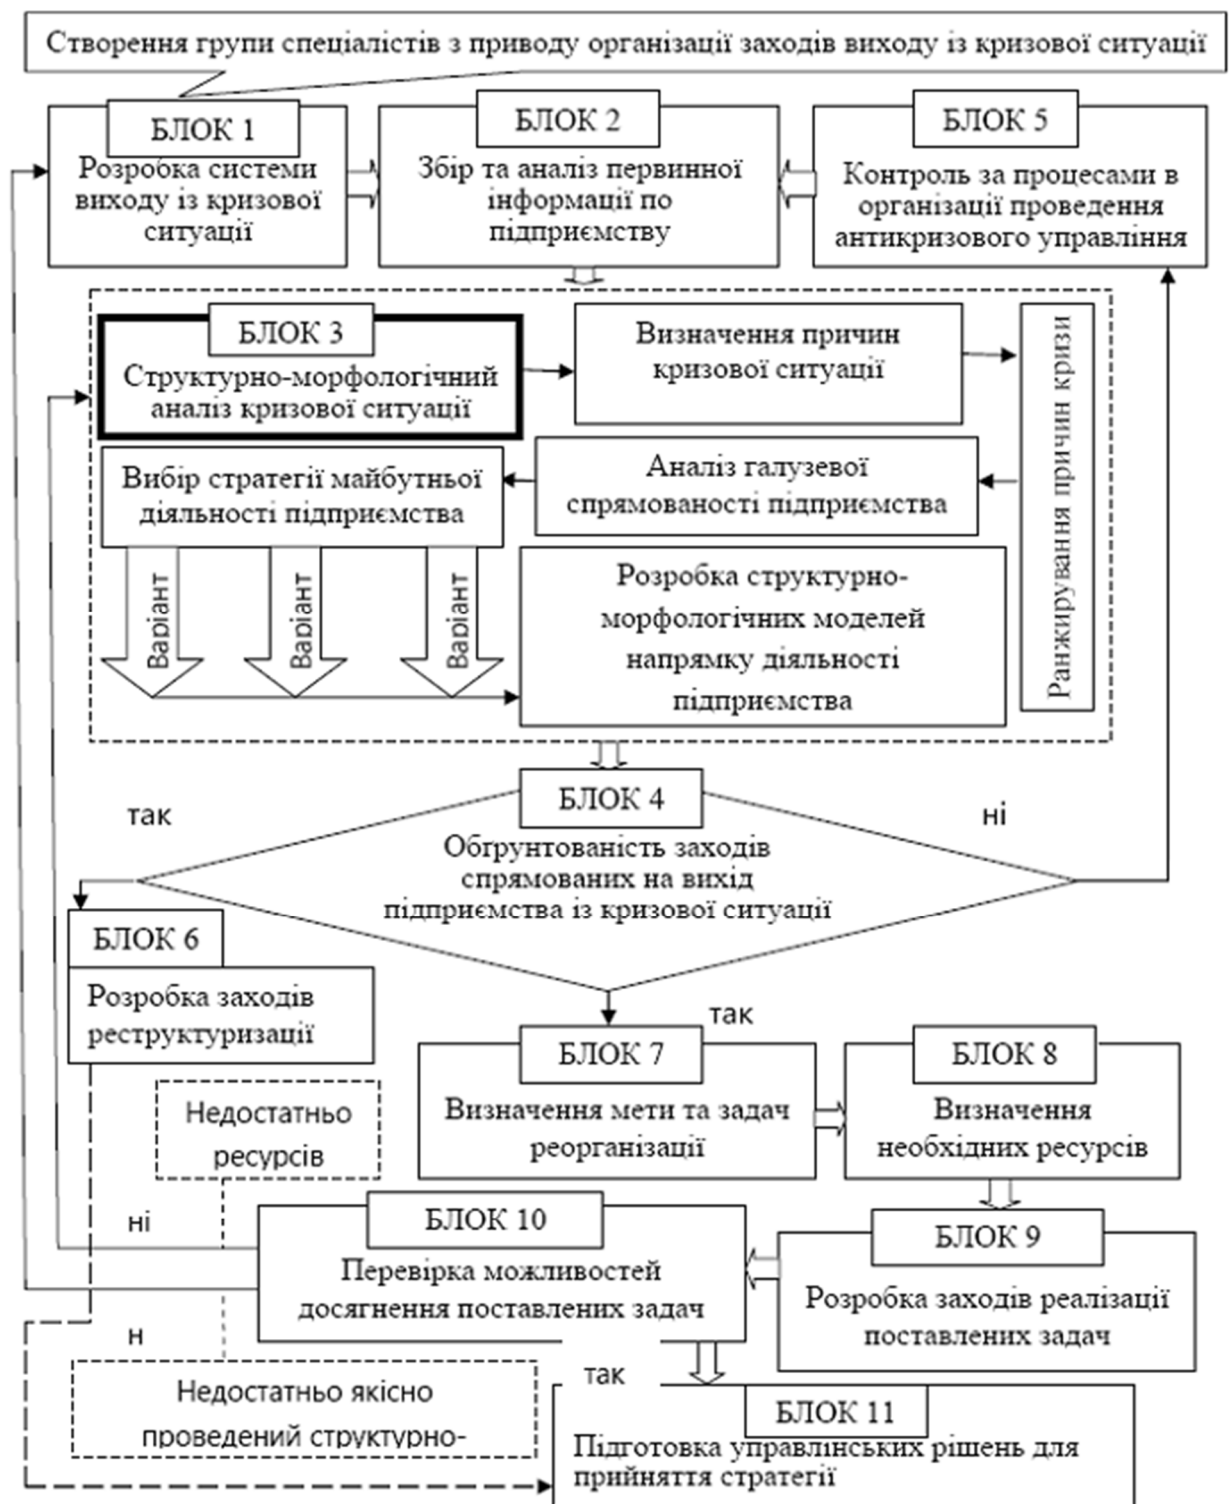 Створення групи спеціалістів з приводу організації заходів виходу із кризової ситуації
БЛОК 1
Розробка системи
виходу із кризової
ситуації
БЛОК 2
Збір та аналіз первинної
інформації по
підприємству
БЛОК 5
Контроль за процесами в
організації проведення
антикризового управління
БЛОК 3
Структурно-морфологічний
аналіз кризової ситуації
Визначення причин
кризової ситуації
Ранжирування причин кризи
Вибір стратегії майбутньої
діяльності підприємства
Аналіз галузевої
спрямованості підприємства
Варіант
Варіант
Варіант
Розробка структурно-
морфологічних моделей
напрямку діяльності
підприємства
БЛОК 4
так
ні
Обґрунтованість заходів
спрямованих на вихід
підприємства із кризової ситуації
БЛОК 6
Розробка заходів
реструктуризації
так
БЛОК 7
Визначення мети та задач
реорганізації
БЛОК 8
Визначення
необхідних ресурсів
Недостатньо
ресурсів
ні
БЛОК 10
Перевірка можливостей
досягнення поставлених задач
БЛОК 9
Розробка заходів реалізації
поставлених задач
н
Недостатньо якісно
проведений структурно-
так
БЛОК 11
Підготовка управлінських рішень для
прийняття стратегії